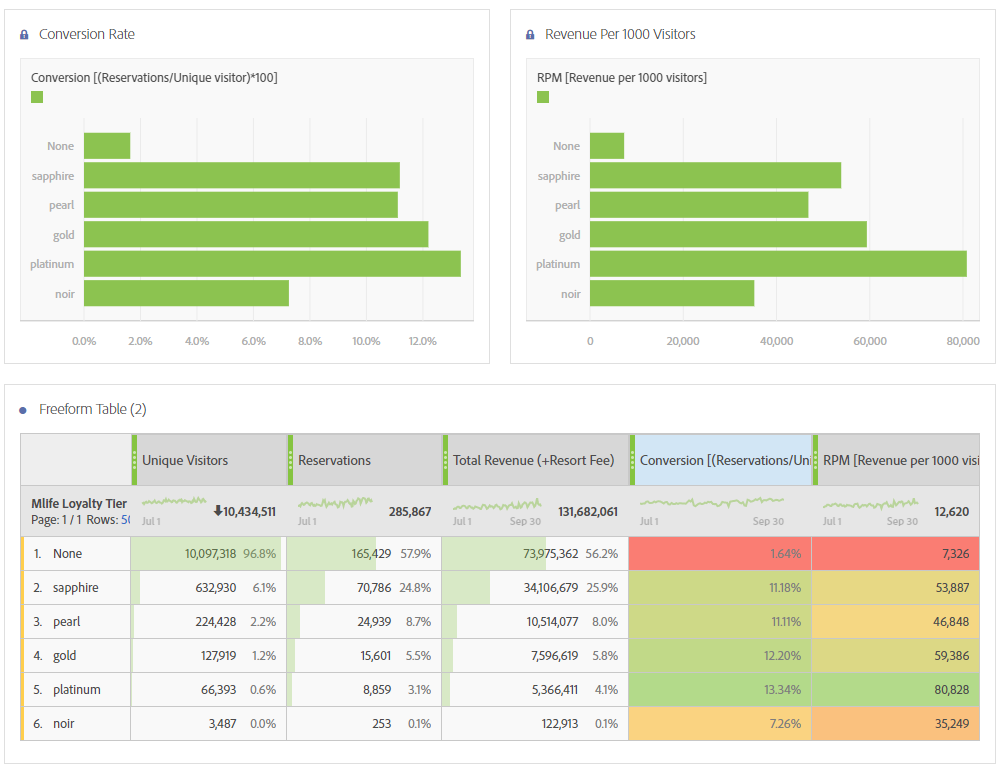 Conversion Rate
Conversion [(Reservations/Unique visitor)*100]
None
sapphire
pearl
gold
platinum
noir
0.0% 2.0% 4.0% 6.0% 8.0% 10.0% 12.0%
Revenue Per 1000 Visitors
RPM [Revenue per 1000 visitors]
None
sapphire
pearl
gold
platinum
noir
0 20,000 40,000 60,000 80,000
Freeform Table (2)
Unique Visitors Reservations Total Revenue (+Resort Fee) Conversion [(Reservations/Uni RPM [Revenue per 1000 visi
Mlife Loyalty Tier
Page: 1 / 1 Rows: 50
Jul 1 10,434,511 Jul 1 285,867 Jul 1 Sep 30 131,682,061 Jul 1 Sep 30 Jul 1 Sep 30 12,620
1. None 10,097,318 96.8% 165,429 57.9% 73,975,362 56.2% 1.64% 7,326
2. sapphire 632,930 6.1% 70,786 24.8% 34,106,679 25.9% 11.18% 53,887
3. pearl 224,428 2.2% 24,939 8.7% 10,514,077 8.0% 11.11% 46,848
4. gold 127,919 1.2% 15,601 5.5% 7,596,619 5.8% 12.20% 59,386
5. platinum 66,393 0.6% 8,859 3.1% 5,366,411 4.1% 13.34% 80,828
6. noir 3,487 0.0% 253 0.1% 122,913 0.1% 7.26% 35,249